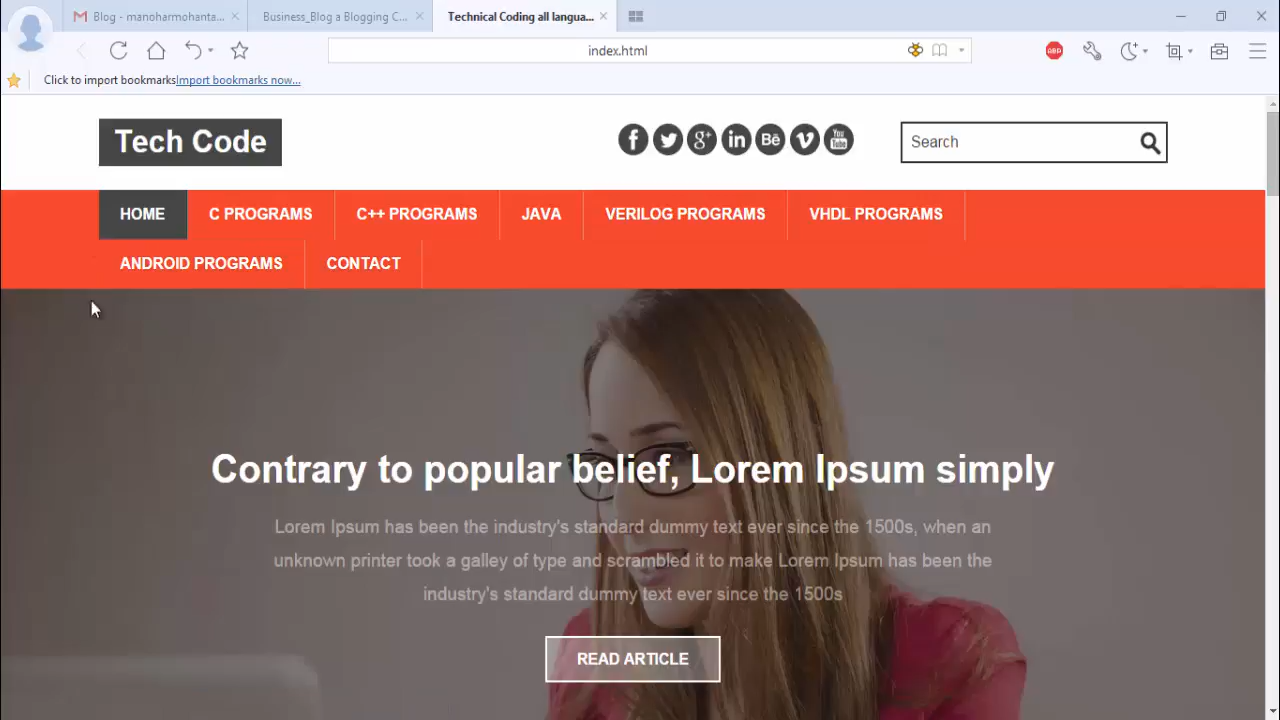 Blog - manoharmohanta...
Business_Blog a Blogging C...
Technical Coding all langua...
index.html
ABP
Click to import bookmarks Import bookmarks now...
Tech Code
Bē
You Tube
Search
HOME
C PROGRAMS
C++ PROGRAMS
JAVA
VERILOG PROGRAMS
VHDL PROGRAMS
ANDROID PROGRAMS
CONTACT
Contrary to popular belief, Lorem Ipsum simply
Lorem Ipsum has been the industry's standard dummy text ever since the 1500s, when an
unknown printer took a galley of type and scrambled it to make Lorem Ipsum has been the
industry's standard dummy text ever since the 1500s
READ ARTICLE